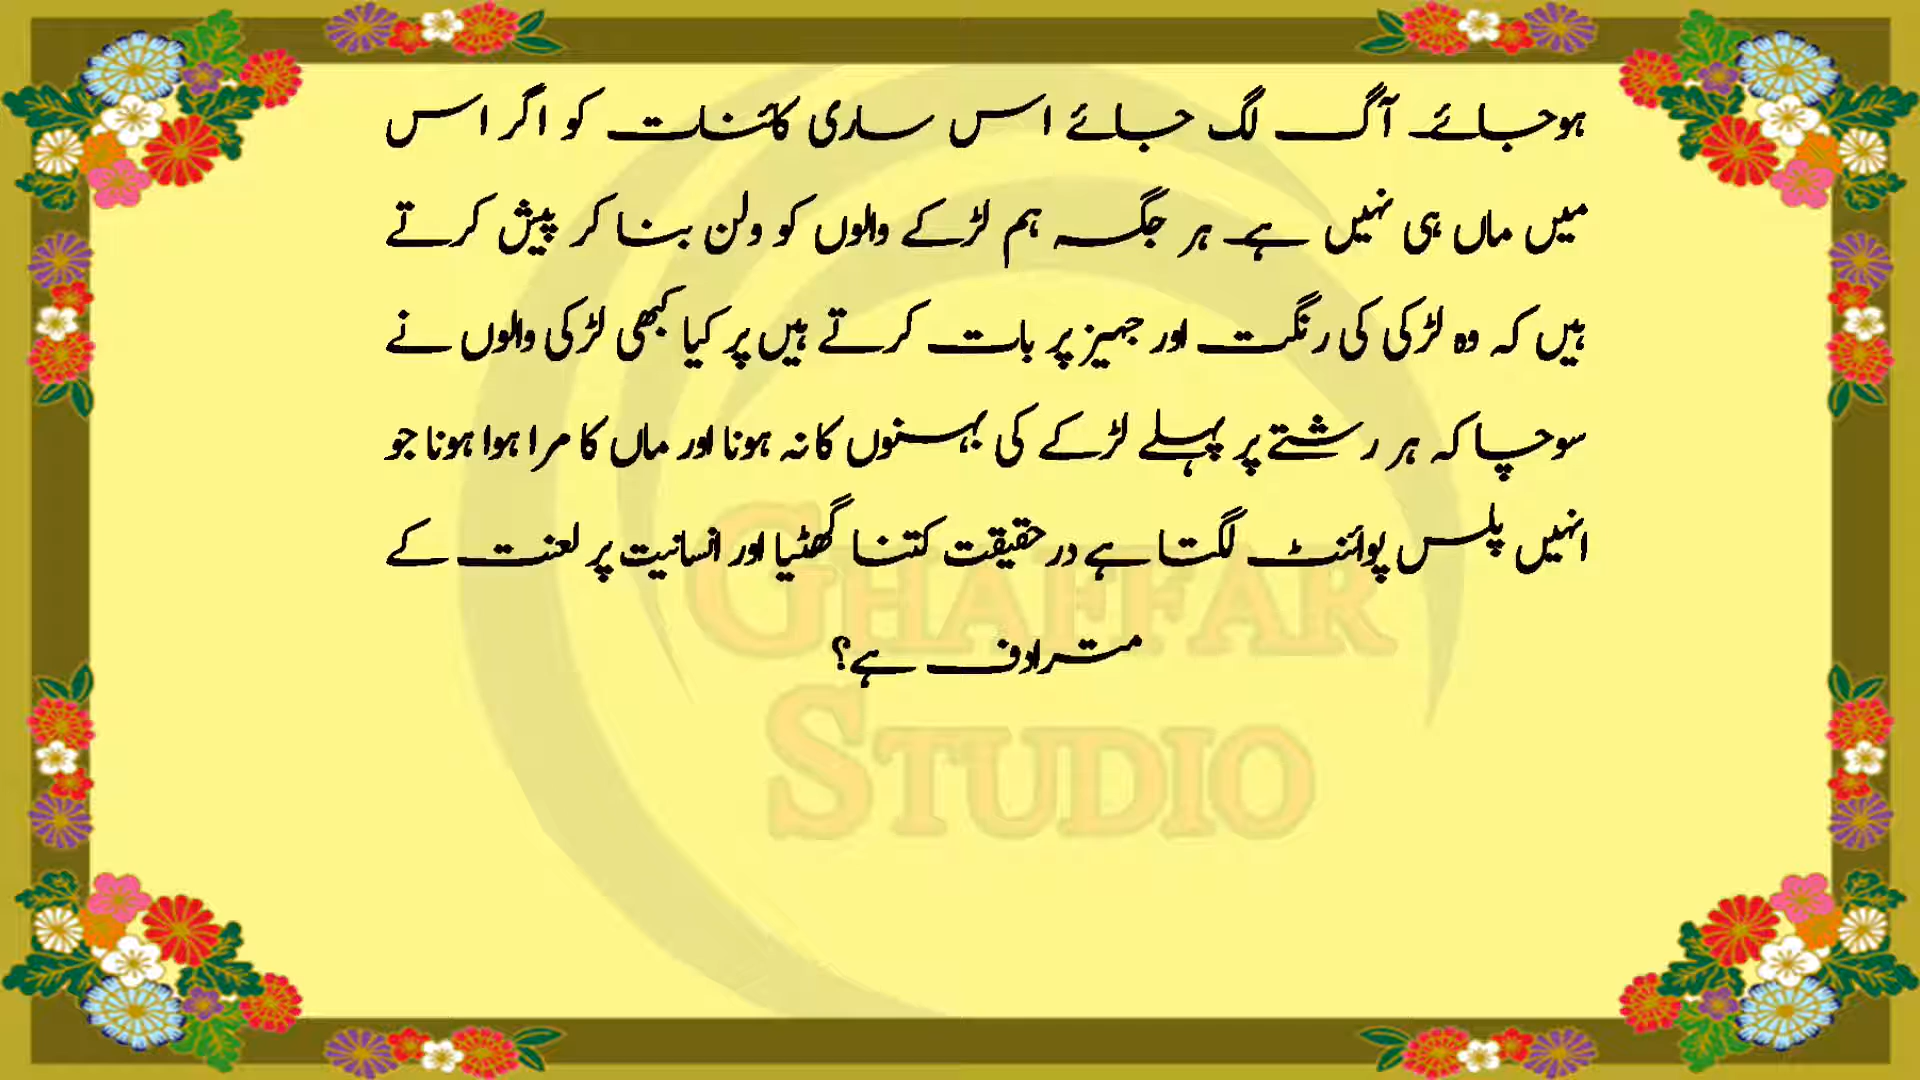 ہوجائے۔ آگ لگ جائے اس ساری کائنات کو اگر اس
میں ماں ہی نہیں ہے۔ ہر جگہ ہم لڑکے والوں کو ولن بنا کر پیش کرتے
ہیں کہ وہ لڑکی کی رنگت اور جہیز پر بات کرتے ہیں پر کیا کبھی لڑکی والوں نے
سوچا کہ ہر رشتے پر پہلے لڑکے کی بہنوں کا نہ ہونا اور ماں کا مرا ہوا ہونا جو
انہیں پلس پوائنٹ لگتا ہے در حقیقت کتنا گھٹیا اور انسانیت پر لعنت کے
مترادف ہے؟
GHAFFAR
STUDIO